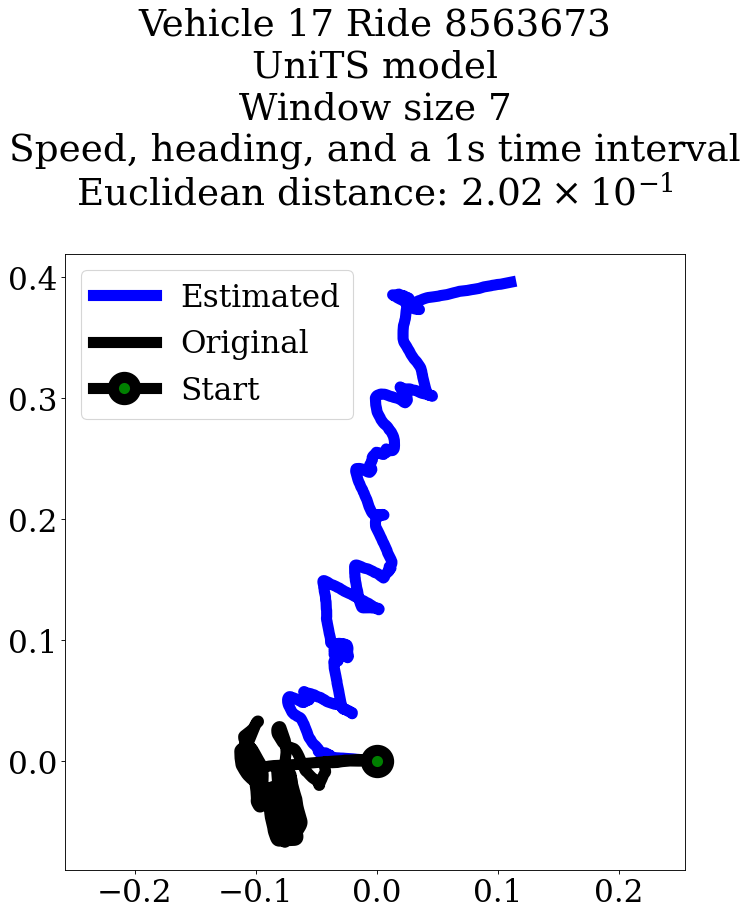 Vehicle 17 Ride 8563673
UniTS model
Window size 7
Speed, heading, and a 1s time interval
Euclidean distance: 2.02 × 10⁻¹
Estimated
Original
Start
0.4
0.3
0.2
0.1
0.0
−0.2 −0.1 0.0 0.1 0.2